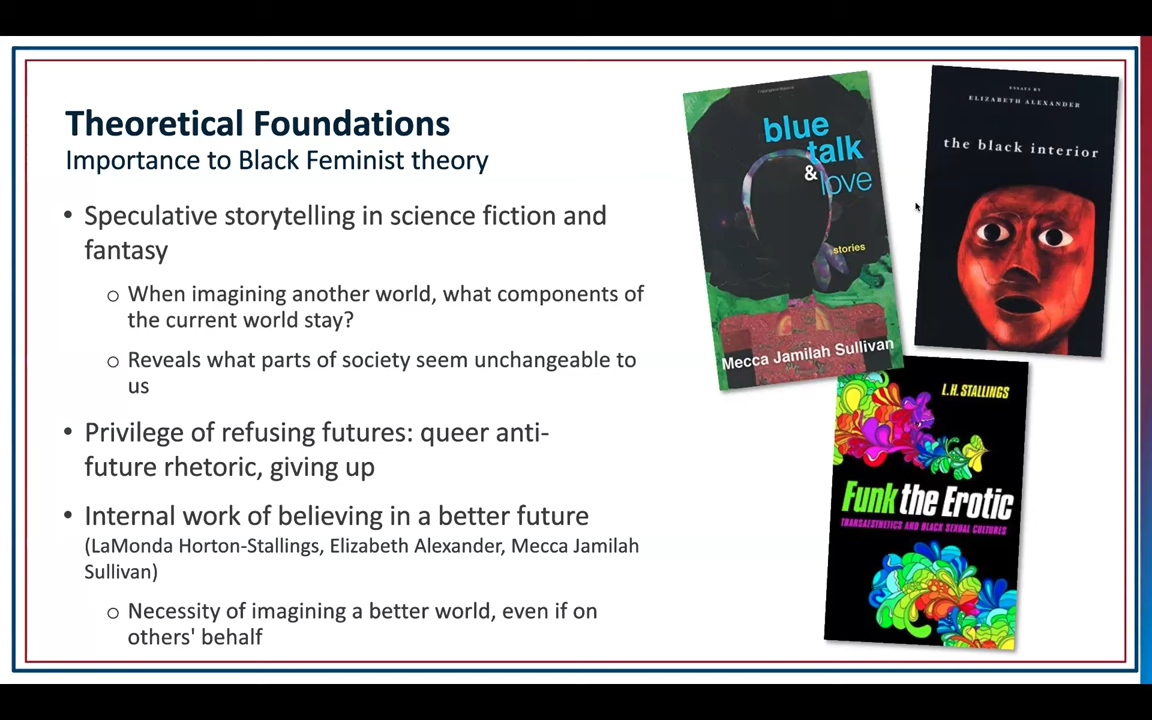 Theoretical Foundations
Importance to Black Feminist theory
• Speculative storytelling in science fiction and
fantasy
○ When imagining another world, what components of
the current world stay?
○ Reveals what parts of society seem unchangeable to
us
• Privilege of refusing futures: queer anti-
future rhetoric, giving up
• Internal work of believing in a better future
(LaMonda Horton-Stallings, Elizabeth Alexander, Mecca Jamilah
Sullivan)
○ Necessity of imagining a better world, even if on
others' behalf
blue
talk
&
love
stories
Mecca Jamilah Sullivan
ESSAYS BY
ELIZABETH ALEXANDER
the black interior
L.H. STALLINGS
Funk the Erotic
TRANSAESTHETICS AND BLACK SEXUAL CULTURES